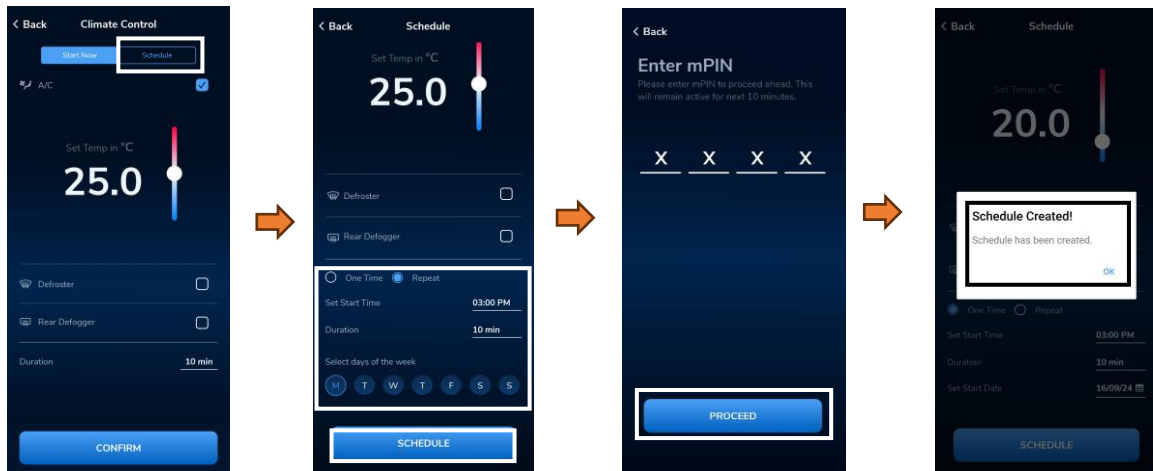 < Back Climate Control
Start Now Schedule
A/C
Set Temp in °C
25.0
Defroster
Rear Defogger
Duration 10 min
CONFIRM
< Back Schedule
Set Temp in °C
25.0
Defroster
Rear Defogger
One Time Repeat
Set Start Time 03:00 PM
Duration 10 min
Select days of the week
M T W T F S S
SCHEDULE
< Back
Enter mPIN
Please enter mPIN to proceed ahead. This
will remain active for next 10 minutes.
X X X X
PROCEED
< Back Schedule
Set Temp in °C
20.0
Schedule Created!
Schedule has been created.
OK
One Time Repeat
Set Start Time 03:00 PM
Duration 10 min
Set Start Date 16/09/24
SCHEDULE